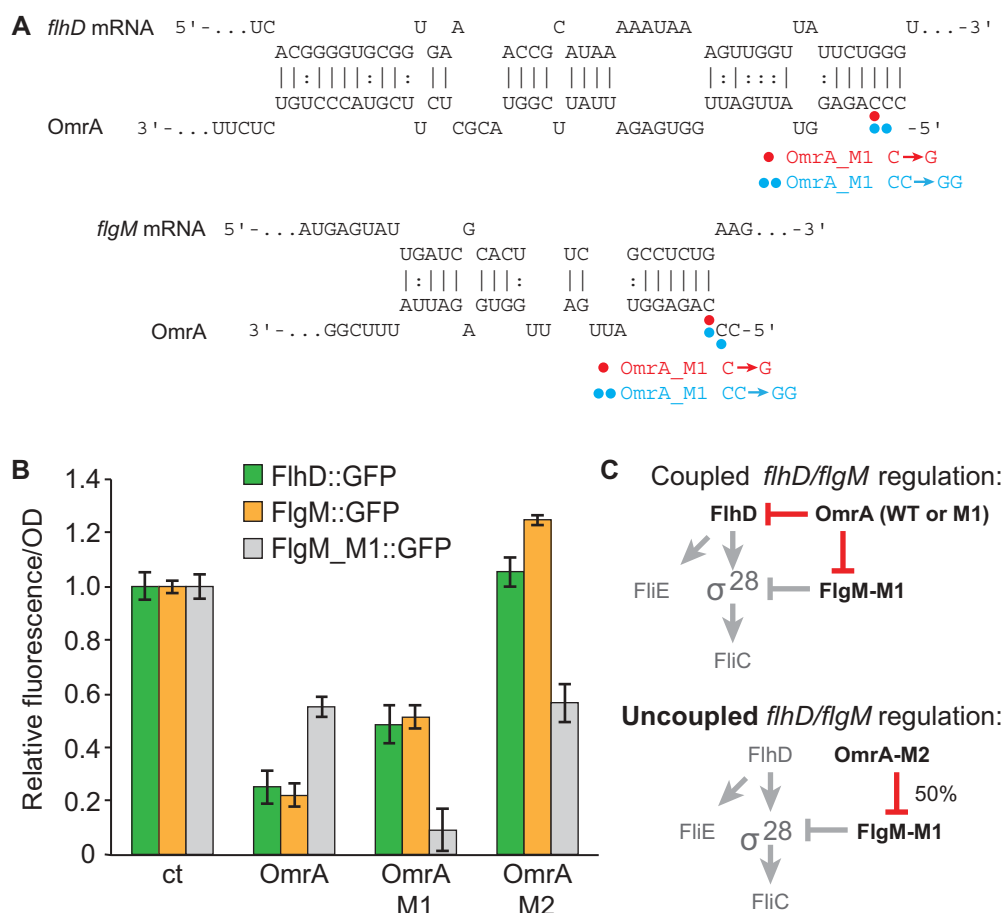 A
flhD mRNA 5'-...UC U A C AAAUAU UA U...-3'
ACGGGGUGCGG GA ACCG AUAA AGUUGGU UUCUGGG
||:||||:||: || |||| |||| ||:::|| :||||||
UGUCCCAUGCU CU UGGC UAUU UUAGUUA GAGACCC
OmrA 3'-...UUCUC U CGCA U AGAGUGG UG -5'
OmrA_M1 C→G
OmrA_M1 CC→GG
flgM mRNA 5'-...AUGAGUAU G AAG...-3'
UGAUC CACU UC GCCUCUG
|:||| |||: || :||||||
AUUAG GUGG AG UGGAGAC
OmrA 3'-...GGCUUU A UU UUA CC-5'
OmrA_M1 C→G
OmrA_M1 CC→GG
B
FlhD::GFP
FlgM::GFP
FlgM_M1::GFP
Relative fluorescence/OD
1.4
1.2
1.0
0.8
0.6
0.4
0.2
0
ct
OmrA
OmrA M1
OmrA M2
C
Coupled flhD/flgM regulation:
FlhD OmrA (WT or M1)
FliE σ28 FlgM-M1
FliC
Uncoupled flhD/flgM regulation:
FlhD OmrA-M2
50%
FliE σ28 FlgM-M1
FliC